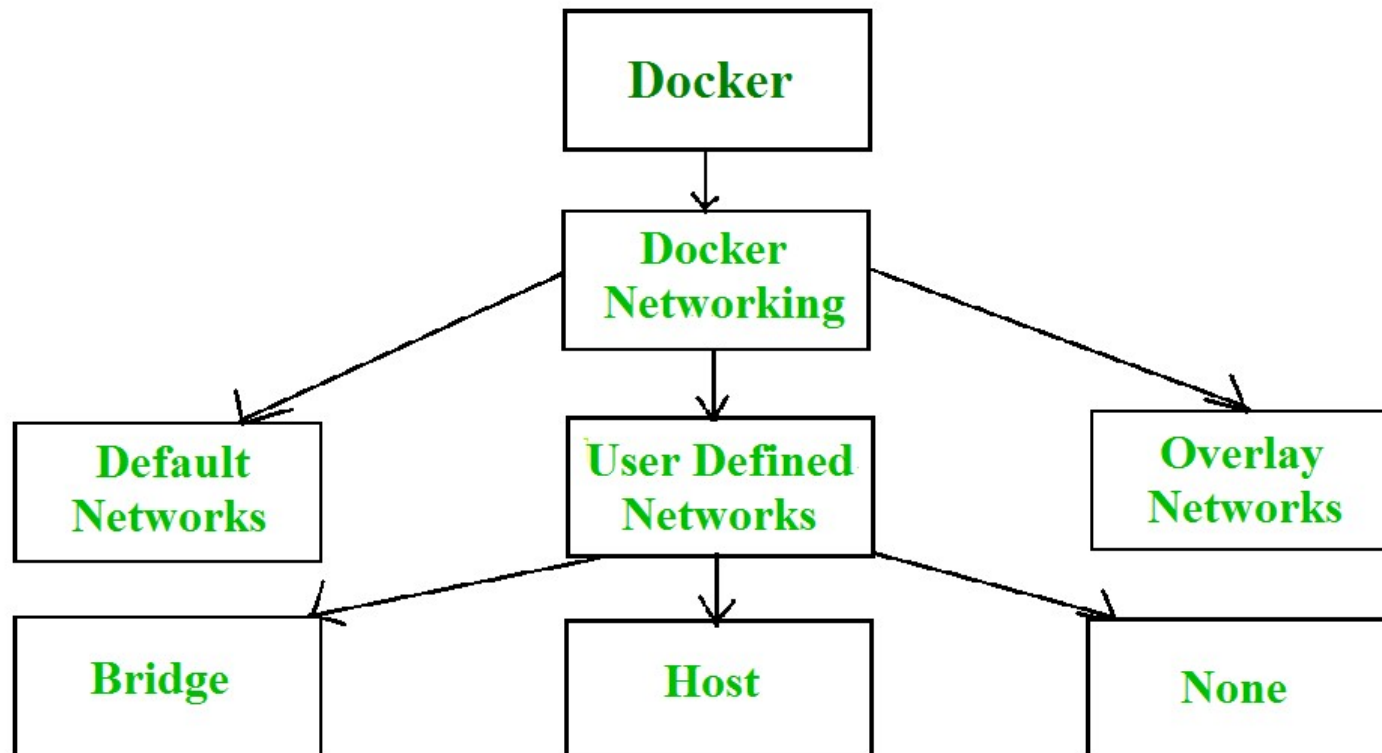 Docker
Docker
Networking
Default
Networks
User Defined
Networks
Overlay
Networks
Bridge
Host
None